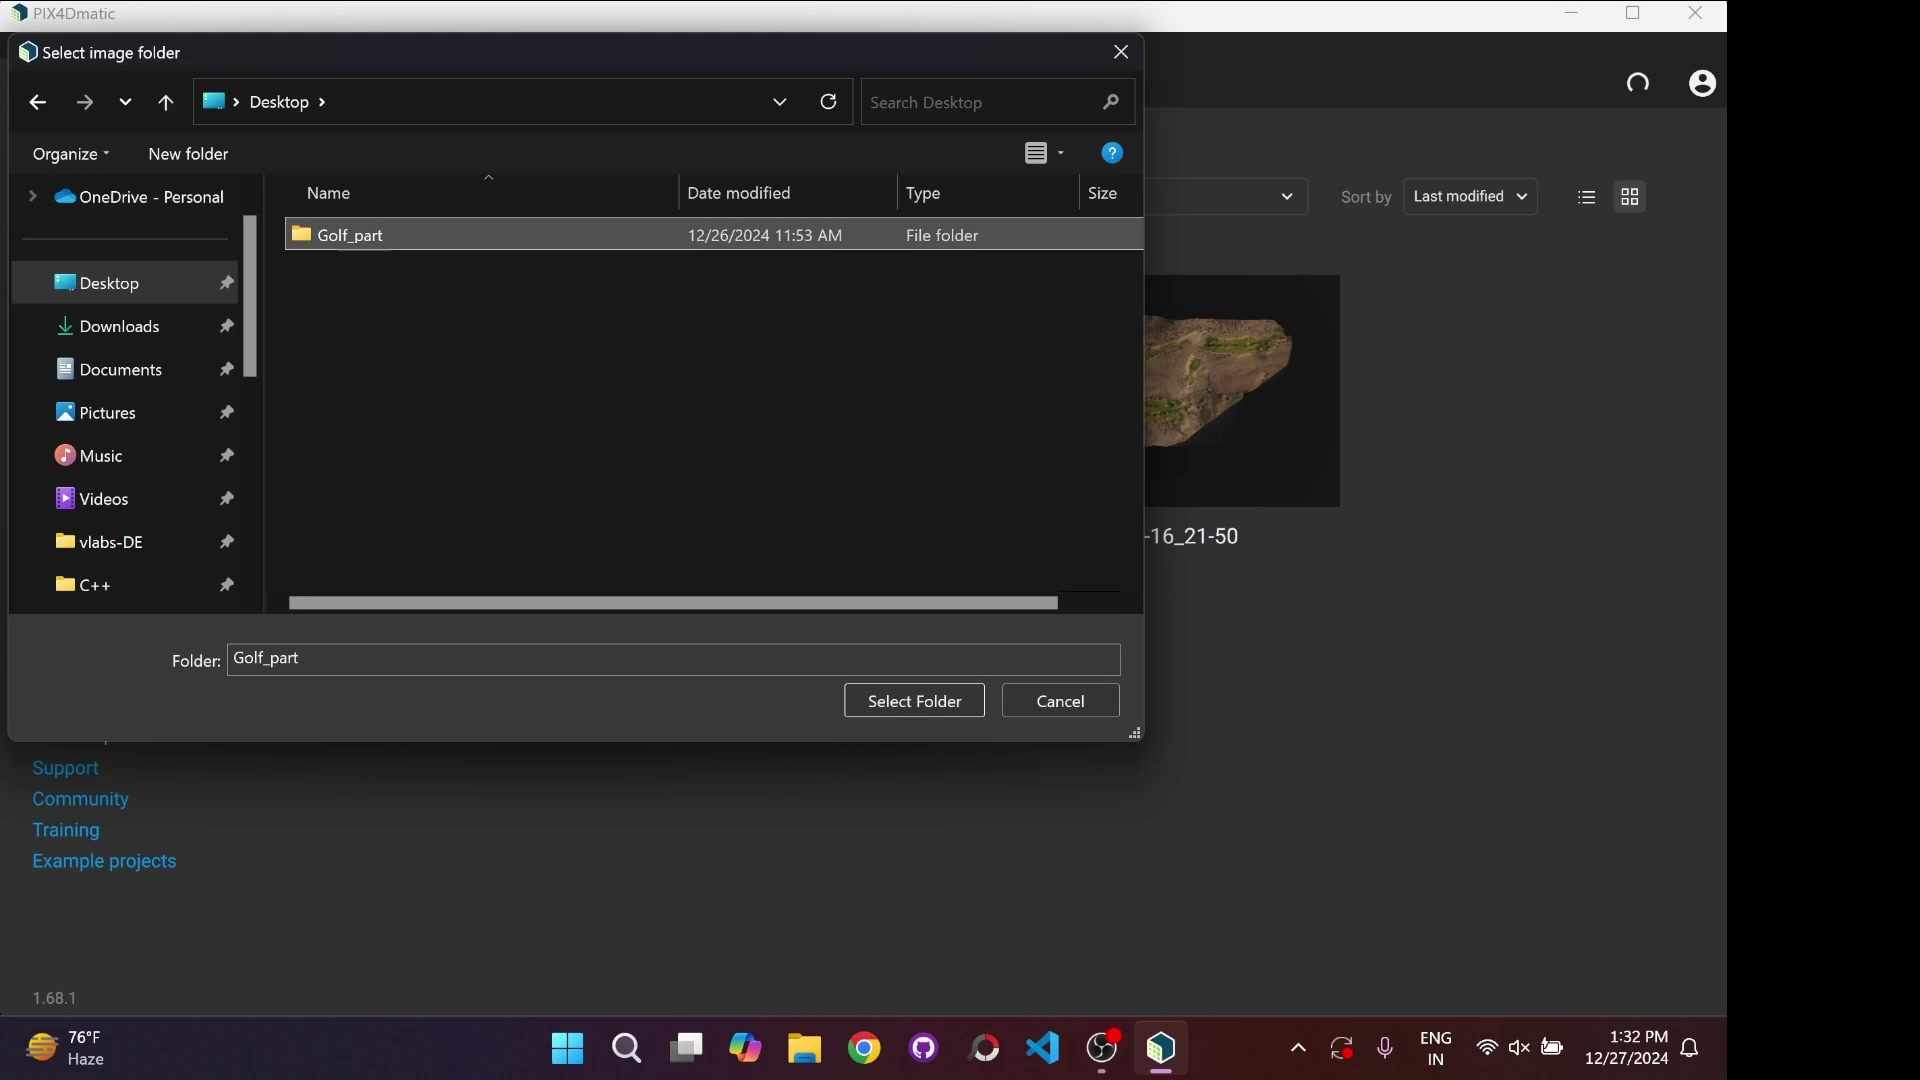 PIX4Dmatic
Select image folder
Desktop
Search Desktop
Organize
New folder
OneDrive - Personal
Name
Date modified
Type
Size
Sort by
Last modified
Golf_part
12/26/2024 11:53 AM
File folder
Desktop
Downloads
Documents
Pictures
Music
Videos
vlabs-DE
C++
-16_21-50
Folder:
Golf_part
Select Folder
Cancel
Support
Community
Training
Example projects
1.68.1
76°F
Haze
ENG
IN
1:32 PM
12/27/2024